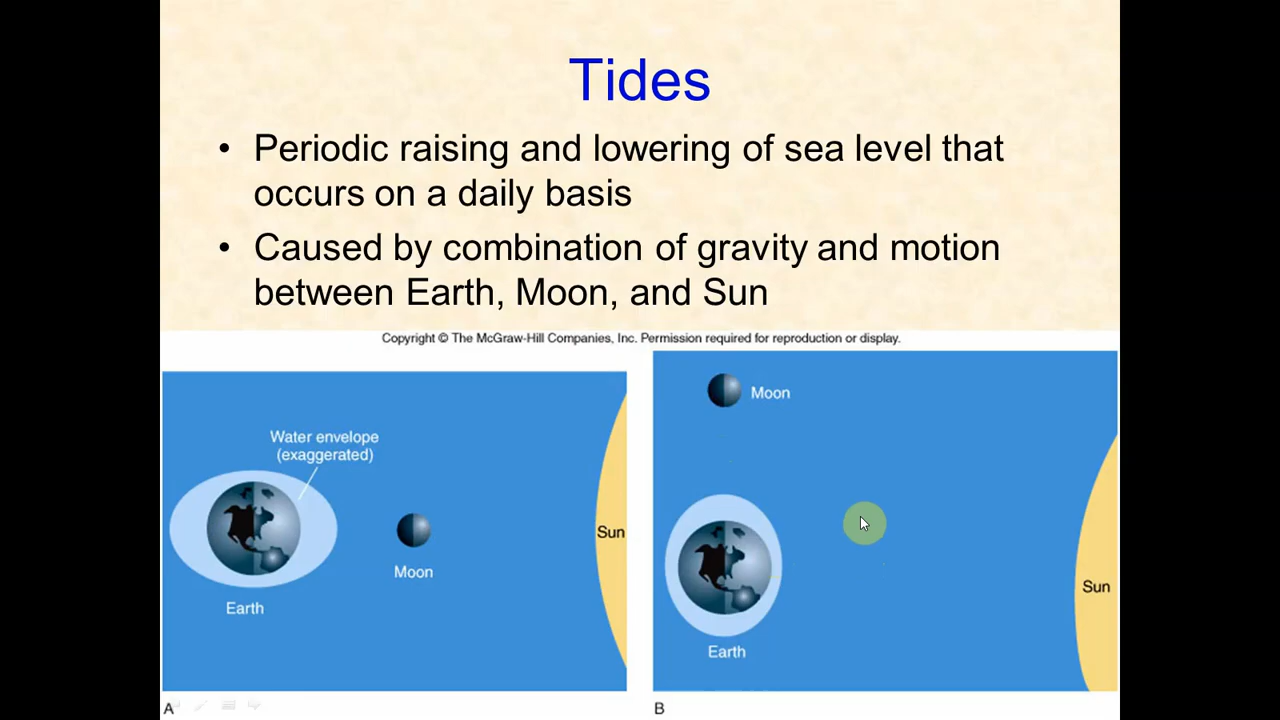 Tides
• Periodic raising and lowering of sea level that
occurs on a daily basis
• Caused by combination of gravity and motion
between Earth, Moon, and Sun
Copyright © The McGraw-Hill Companies, Inc. Permission required for reproduction or display.
Water envelope
(exaggerated)
Sun
Moon
Earth
A
Moon
Sun
Earth
B